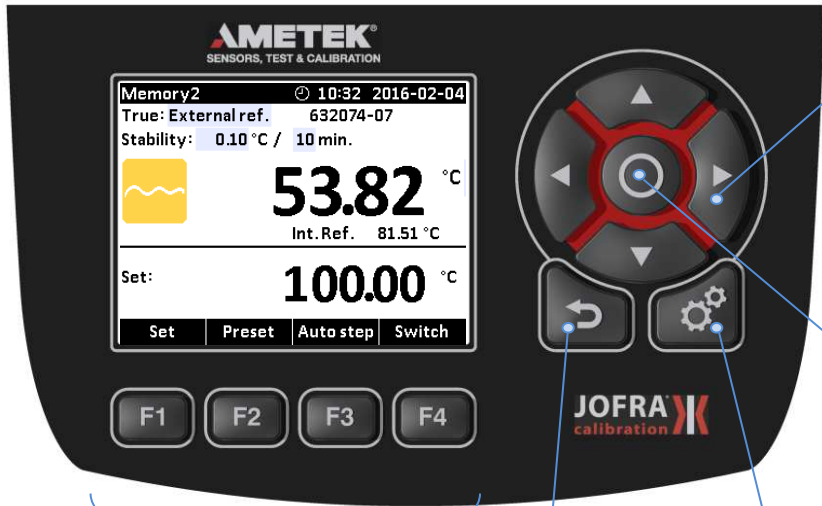 AMETEK®
SENSORS, TEST & CALIBRATION
Memory2 10:32 2016-02-04
True: External ref. 632074-07
Stability: 0.10 °C / 10 min.
53.82 °C
Int.Ref. 81.51 °C
Set: 100.00 °C
Set Preset Auto step Switch
F1 F2 F3 F4
JOFRA
calibration